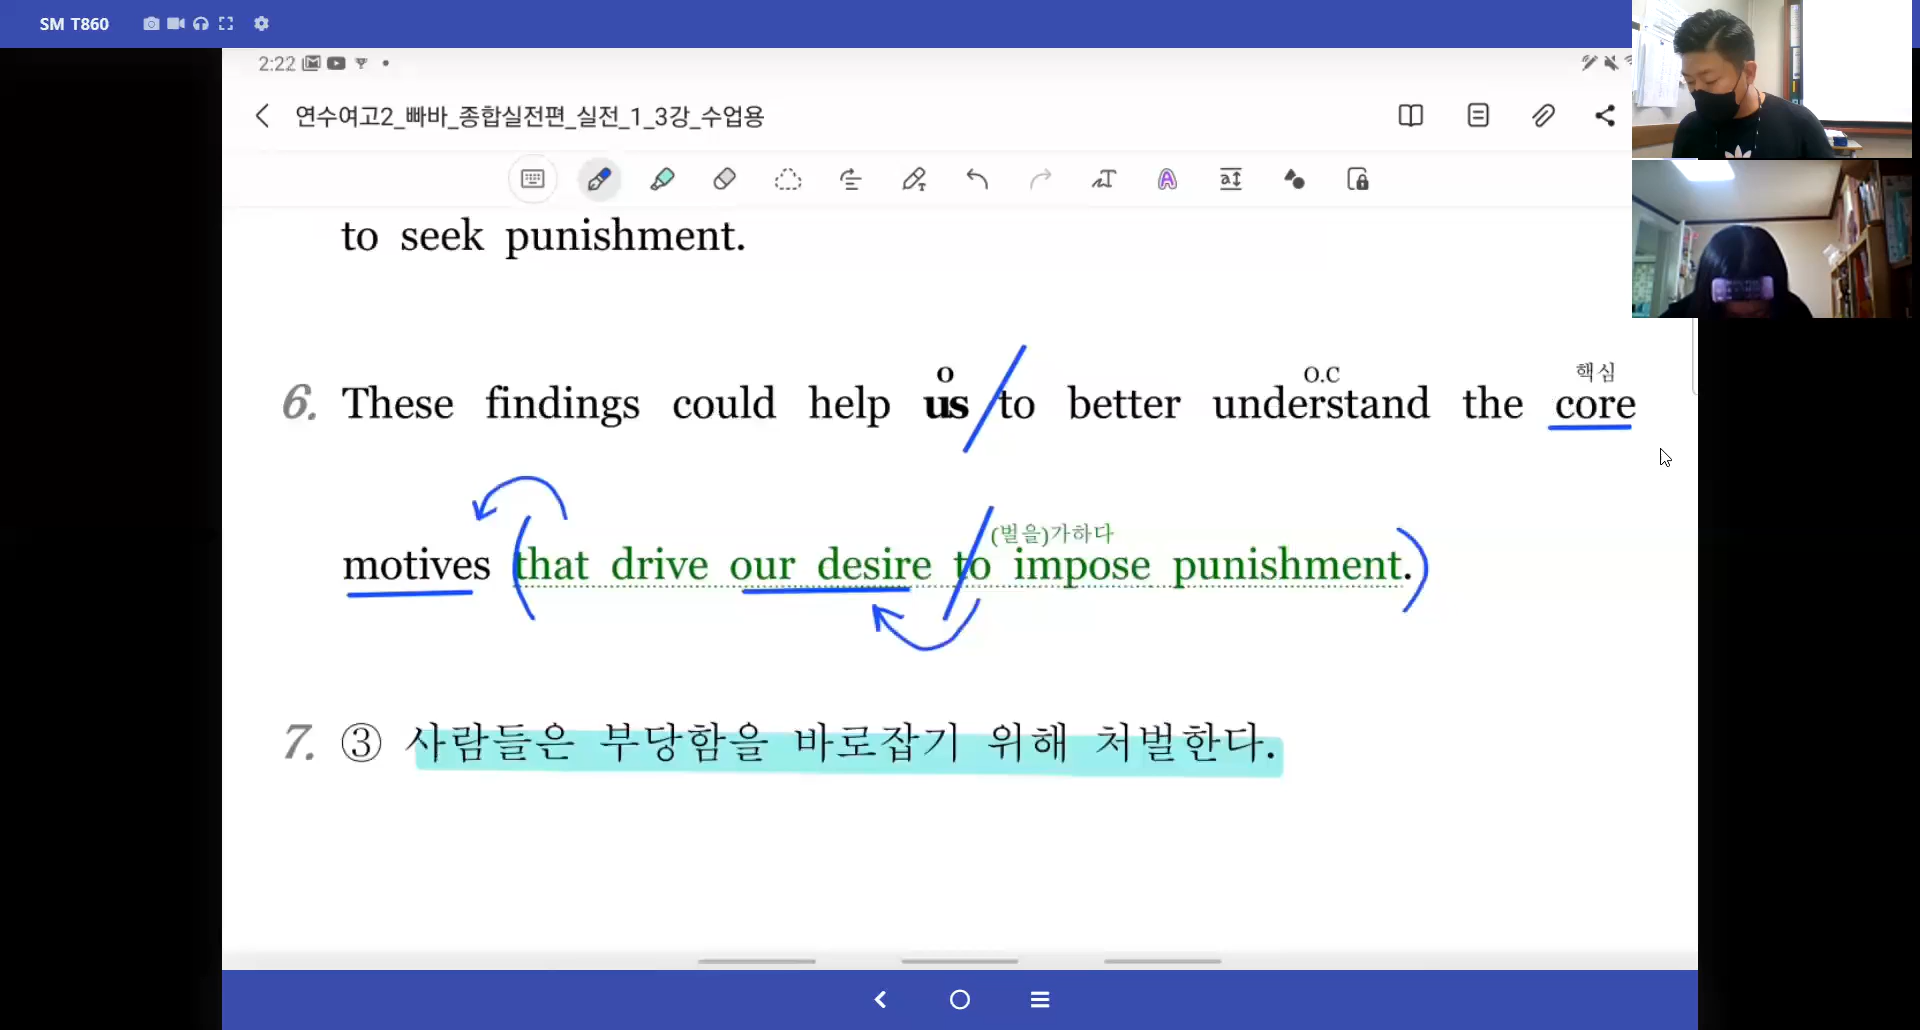 SM T860
2:22
연수여고2_빠바_종합실전편_실전_1_3강_수업용
to seek punishment.
O O.C 핵심
6. These findings could help us to better understand the core
(벌을)가하다
motives that drive our desire to impose punishment.
7. ③ 사람들은 부당함을 바로잡기 위해 처벌한다.